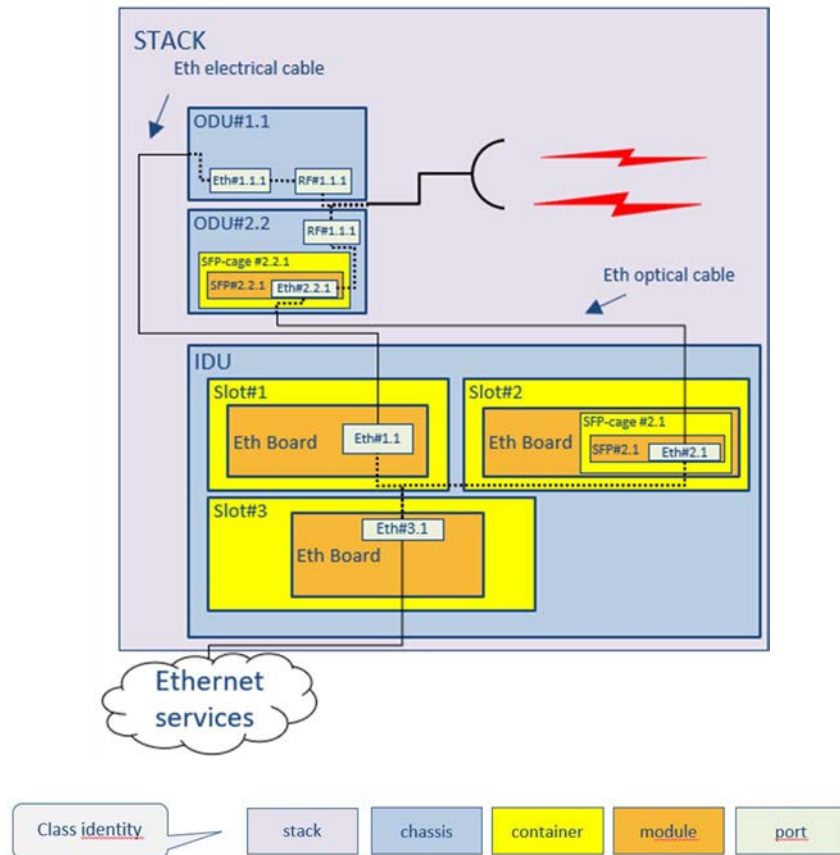 STACK
Eth electrical cable
ODU#1.1
Eth#1.1.1
RF#1.1.1
ODU#2.2
RF#1.1.1
SFP-cage #2.2.1
SFP#2.2.1
Eth#2.2.1
Eth optical cable
IDU
Slot#1
Eth Board
Eth#1.1
Slot#2
Eth Board
SFP-cage #2.1
SFP#2.1
Eth#2.1
Slot#3
Eth#3.1
Eth Board
Ethernet
services
Class identity
stack
chassis
container
module
port